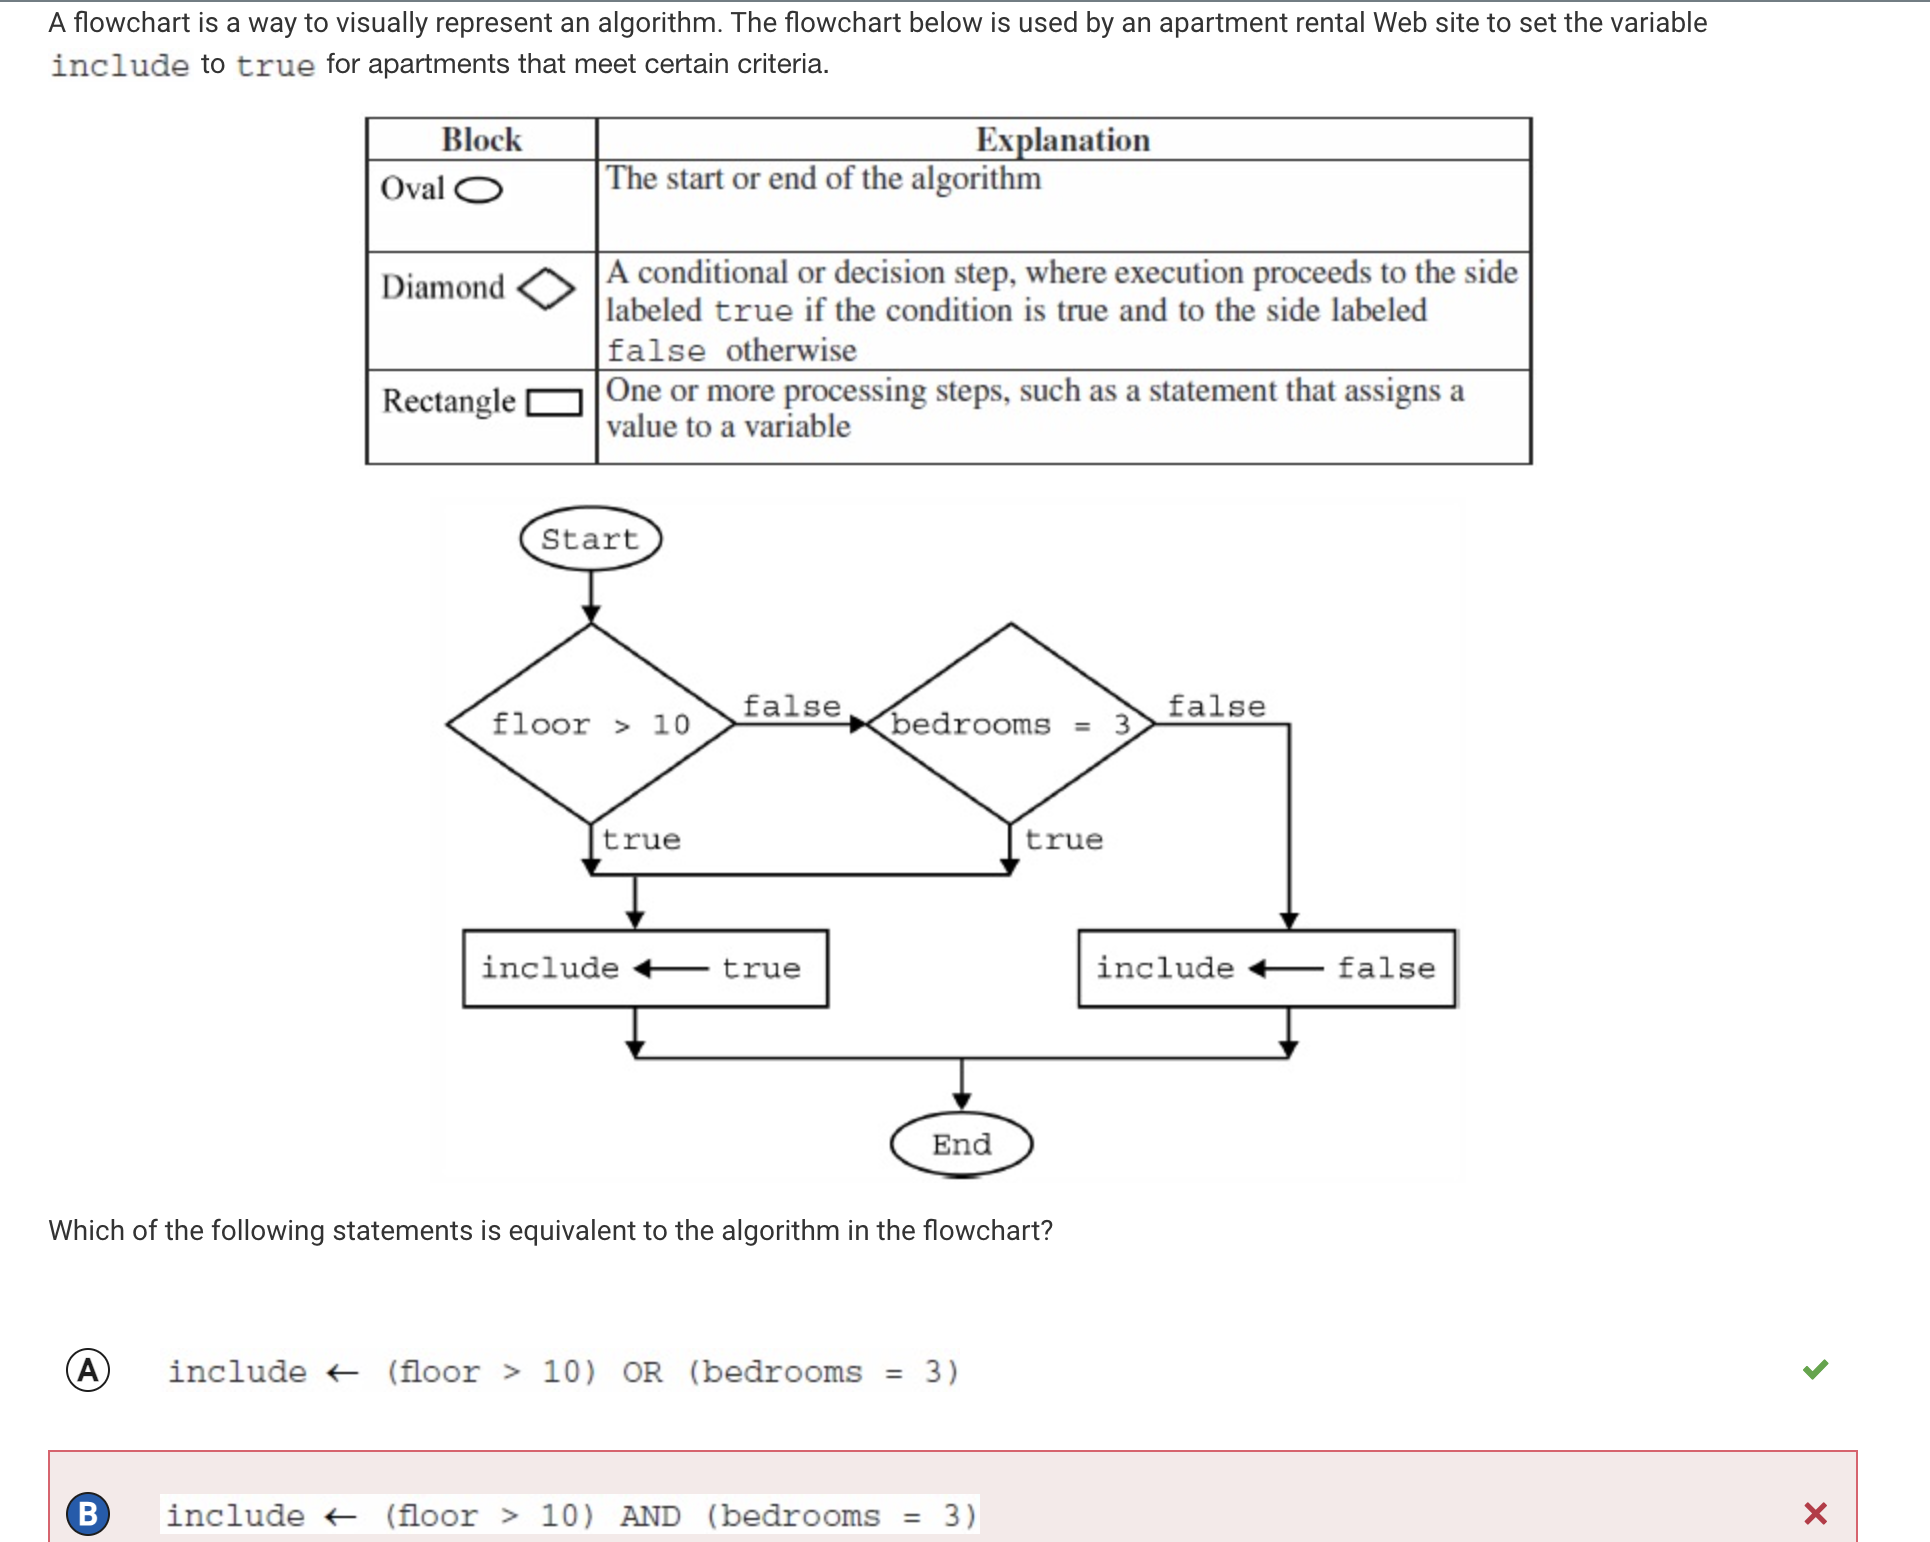 A flowchart is a way to visually represent an algorithm. The flowchart below is used by an apartment rental Web site to set the variable
include to true for apartments that meet certain criteria.
Block Explanation
Oval The start or end of the algorithm
Diamond A conditional or decision step, where execution proceeds to the side
labeled true if the condition is true and to the side labeled
false otherwise
Rectangle One or more processing steps, such as a statement that assigns a
value to a variable
Start
floor > 10 false bedrooms = 3 false
true true
include ← true include ← false
End
Which of the following statements is equivalent to the algorithm in the flowchart?
A include ← (floor > 10) OR (bedrooms = 3)
B include ← (floor > 10) AND (bedrooms = 3)